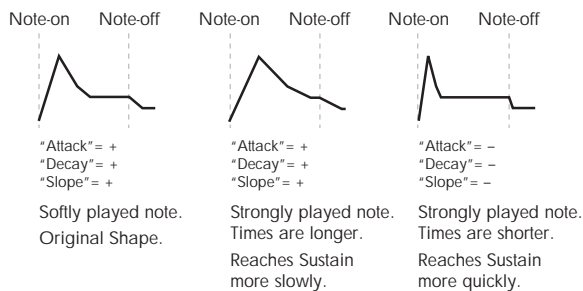 Note-on Note-off
"Attack"= +
"Decay"= +
"Slope"= +
Softly played note.
Original Shape.
Note-on Note-off
"Attack"= +
"Decay"= +
"Slope"= +
Strongly played note.
Times are longer.
Reaches Sustain
more slowly.
Note-on Note-off
"Attack"= –
"Decay"= –
"Slope"= –
Strongly played note.
Times are shorter.
Reaches Sustain
more quickly.